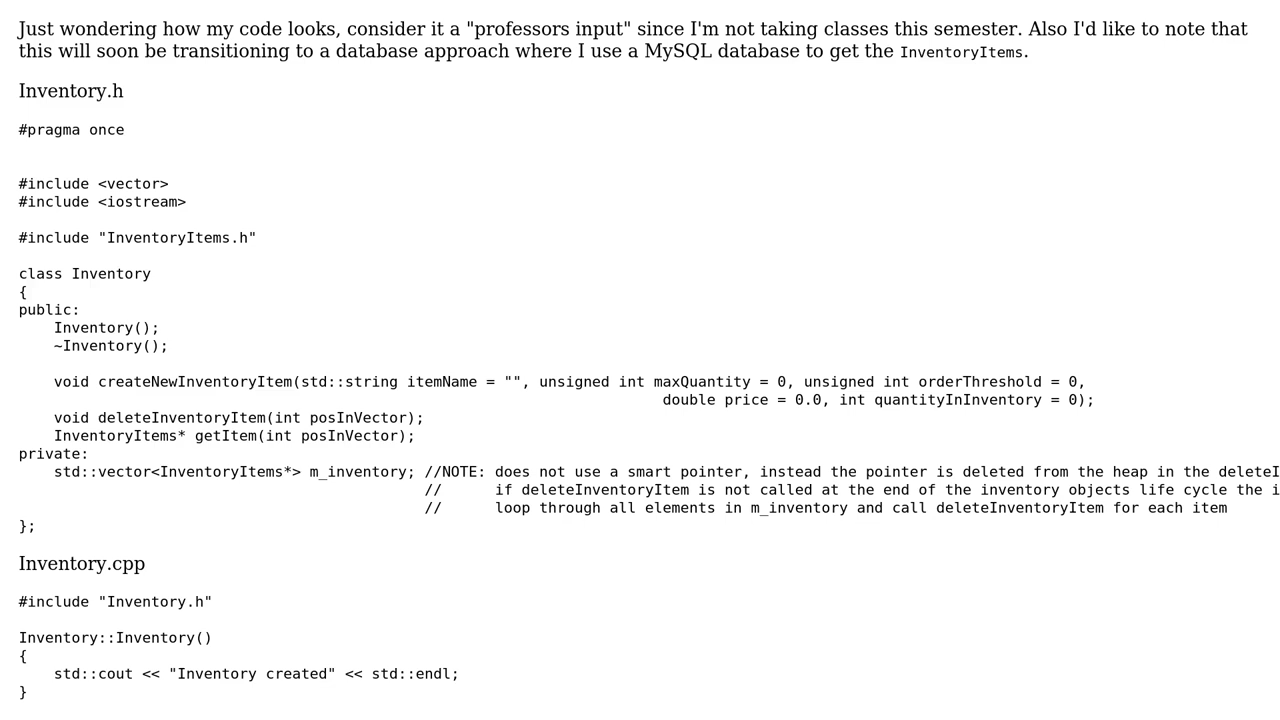 Just wondering how my code looks, consider it a "professors input" since I'm not taking classes this semester. Also I'd like to note that
this will soon be transitioning to a database approach where I use a MySQL database to get the InventoryItems.
Inventory.h
#pragma once
#include <vector>
#include <iostream>
#include "InventoryItems.h"
class Inventory
{
public:
    Inventory();
    ~Inventory();
    void createNewInventoryItem(std::string itemName = "", unsigned int maxQuantity = 0, unsigned int orderThreshold = 0,
                                                                         double price = 0.0, int quantityInInventory = 0);
    void deleteInventoryItem(int posInVector);
    InventoryItems* getItem(int posInVector);
private:
    std::vector<InventoryItems*> m_inventory; //NOTE: does not use a smart pointer, instead the pointer is deleted from the heap in the
                                              //      if deleteInventoryItem is not called at the end of the inventory objects life cycle the
                                              //      loop through all elements in m_inventory and call deleteInventoryItem for each item
};
Inventory.cpp
#include "Inventory.h"
Inventory::Inventory()
{
    std::cout << "Inventory created" << std::endl;
}